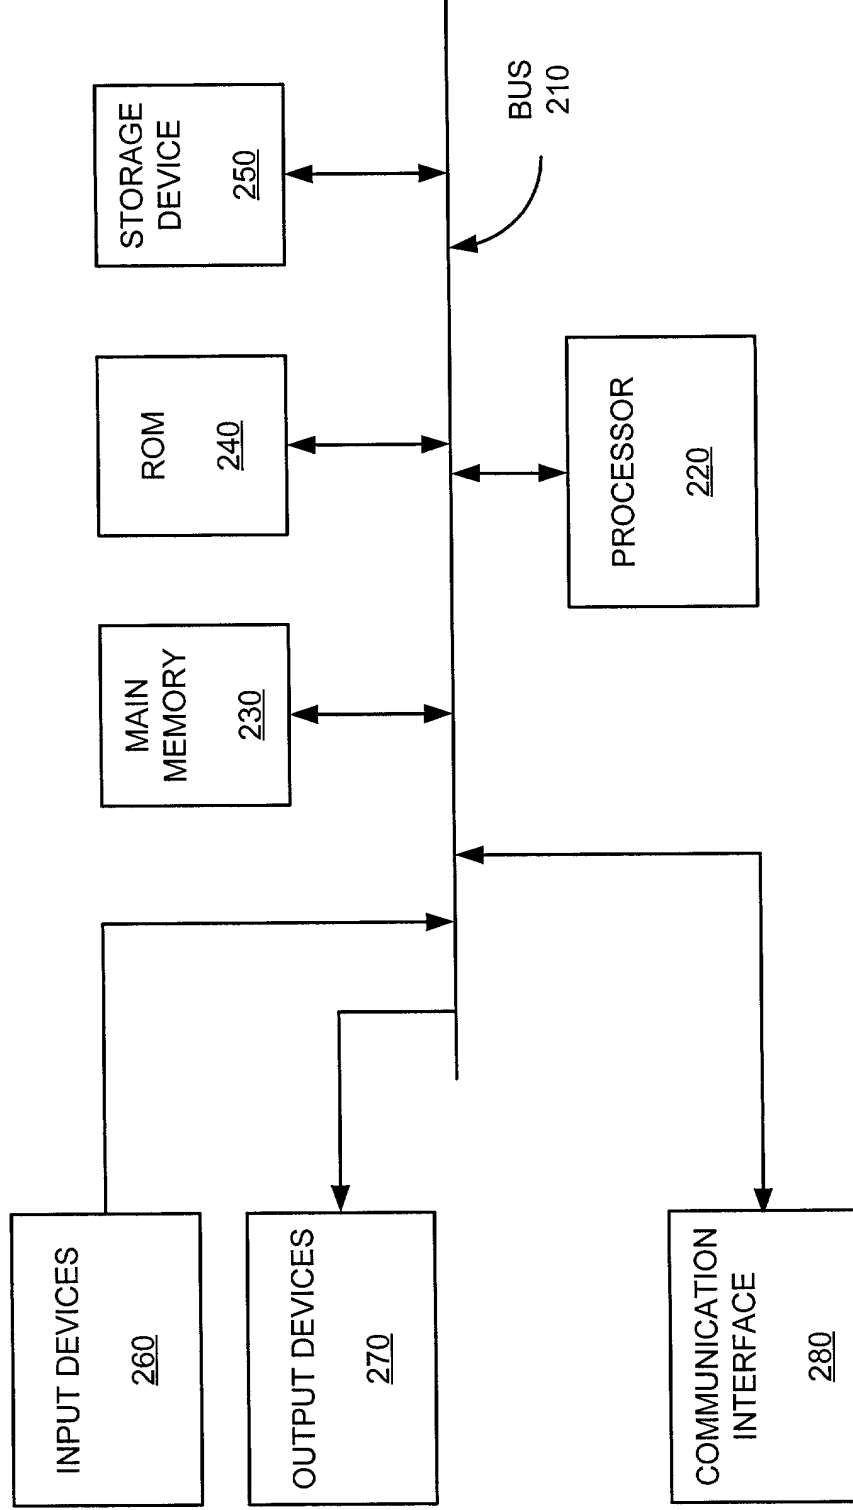 INPUT DEVICES
260
OUTPUT DEVICES
270
COMMUNICATION
INTERFACE
280
MAIN
MEMORY
230
ROM
240
STORAGE
DEVICE
250
PROCESSOR
220
BUS
210